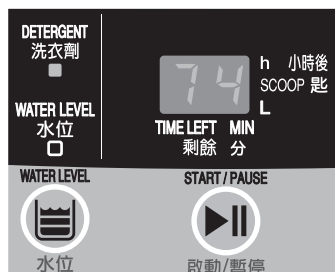 DETERGENT
洗衣劑
74
h 小時後
SCOOP 匙
L
WATER LEVEL
水位
TIME LEFT MIN
剩餘 分
WATER LEVEL
START / PAUSE
水位
啟動/暫停